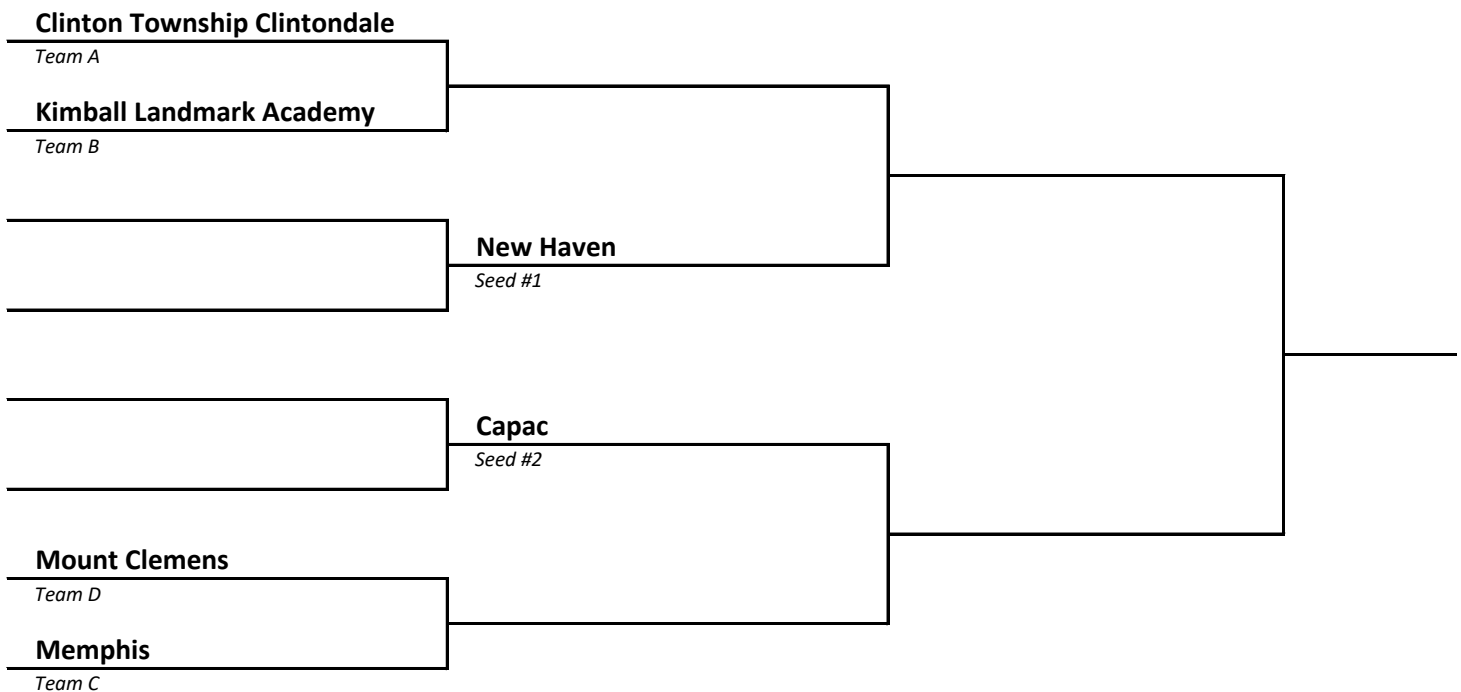 Clinton Township Clintondale
Team A
Kimball Landmark Academy
Team B
New Haven
Seed #1
Capac
Seed #2
Mount Clemens
Team D
Memphis
Team C